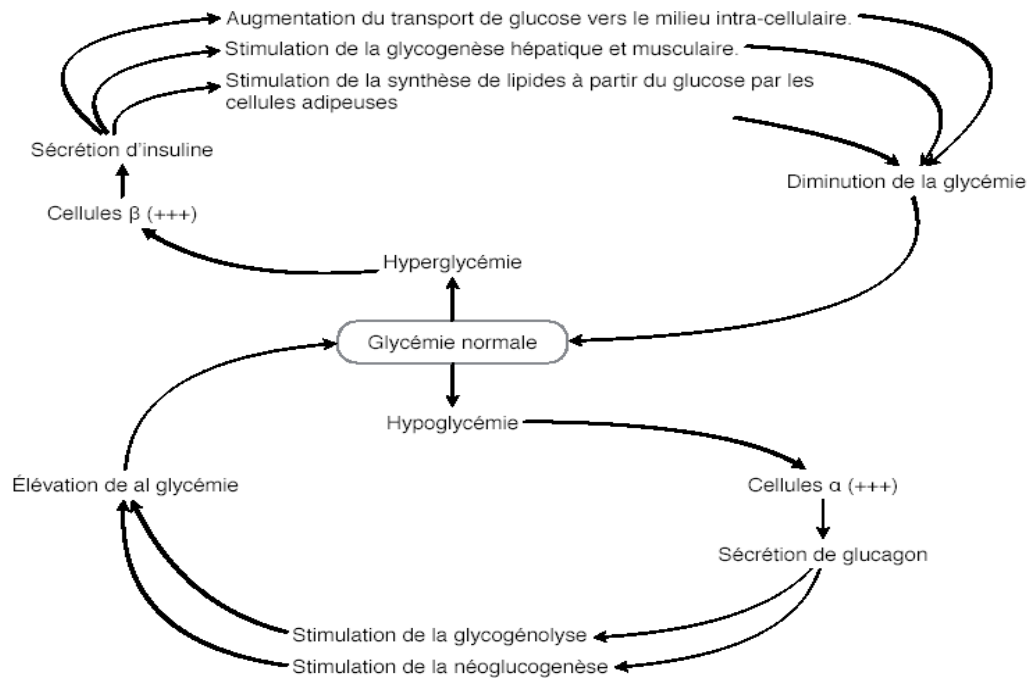 Augmentation du transport de glucose vers le milieu intra-cellulaire.
Stimulation de la glycogenèse hépatique et musculaire.
Stimulation de la synthèse de lipides à partir du glucose par les
cellules adipeuses
Sécrétion d'insuline
Diminution de la glycémie
Cellules β (+++)
Hyperglycémie
Glycémie normale
Hypoglycémie
Élévation de al glycémie
Cellules α (+++)
Sécrétion de glucagon
Stimulation de la glycogénolyse
Stimulation de la néoglucogenèse